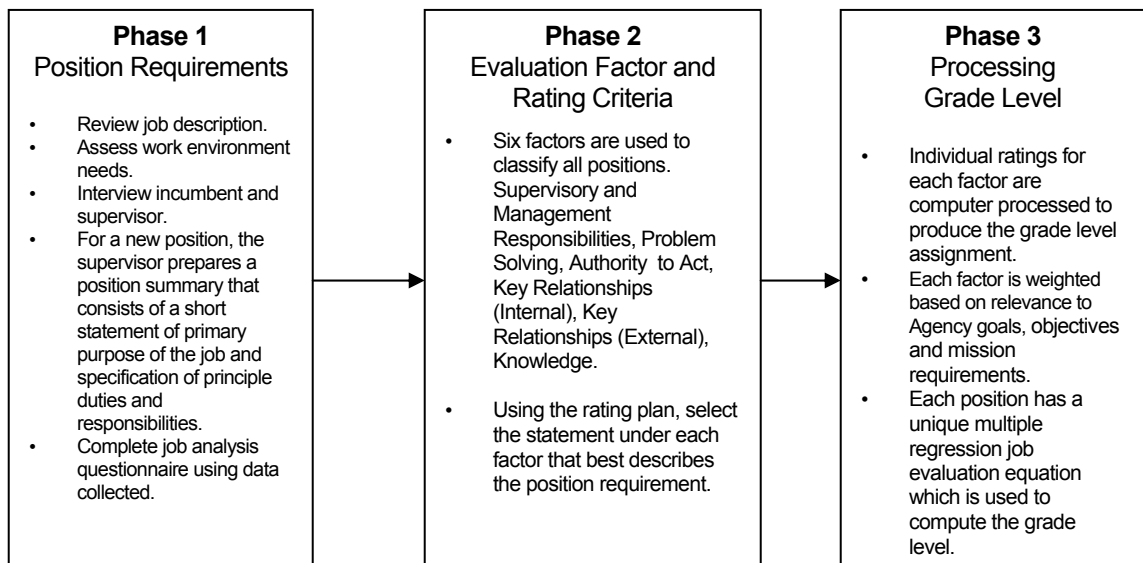 Phase 1
Position Requirements
• Review job description.
• Assess work environment
needs.
• Interview incumbent and
supervisor.
• For a new position, the
supervisor prepares a
position summary that
consists of a short
statement of primary
purpose of the job and
specification of principle
duties and
responsibilities.
• Complete job analysis
questionnaire using data
collected.
Phase 2
Evaluation Factor and
Rating Criteria
• Six factors are used to
classify all positions.
Supervisory and
Management
Responsibilities, Problem
Solving, Authority to Act,
Key Relationships
(Internal), Key
Relationships (External),
Knowledge.
• Using the rating plan, select
the statement under each
factor that best describes
the position requirement.
Phase 3
Processing
Grade Level
• Individual ratings for
each factor are
computer processed to
produce the grade level
assignment.
• Each factor is weighted
based on relevance to
Agency goals, objectives
and mission
requirements.
• Each position has a
unique multiple
regression job
evaluation equation
which is used to
compute the grade
level.